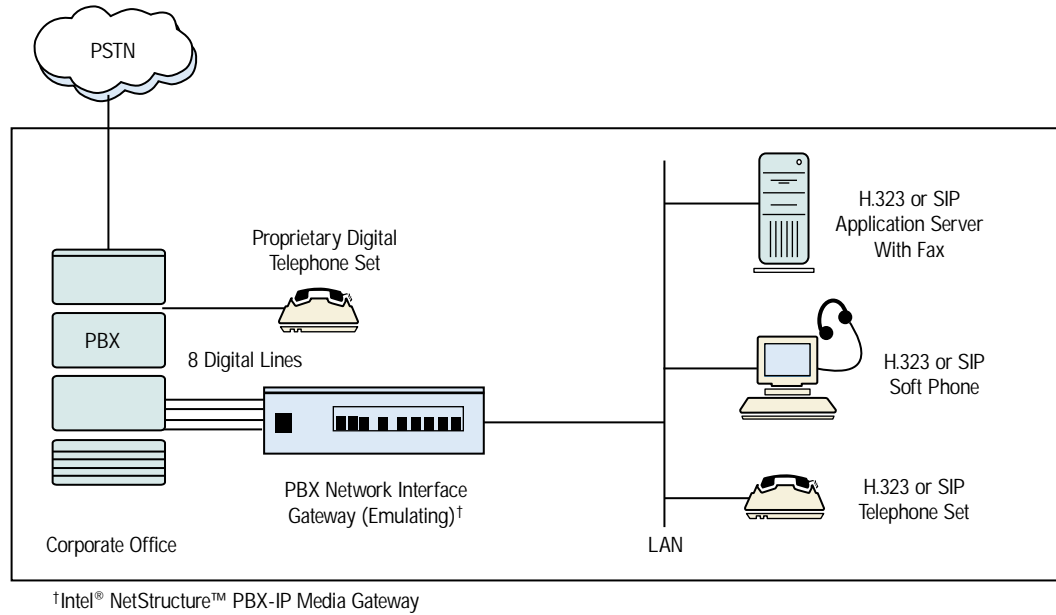 PSTN
Proprietary Digital
Telephone Set
PBX
8 Digital Lines
PBX Network Interface
Gateway (Emulating)†
Corporate Office
LAN
H.323 or SIP
Application Server
With Fax
H.323 or SIP
Soft Phone
H.323 or SIP
Telephone Set
†Intel® NetStructure™ PBX-IP Media Gateway